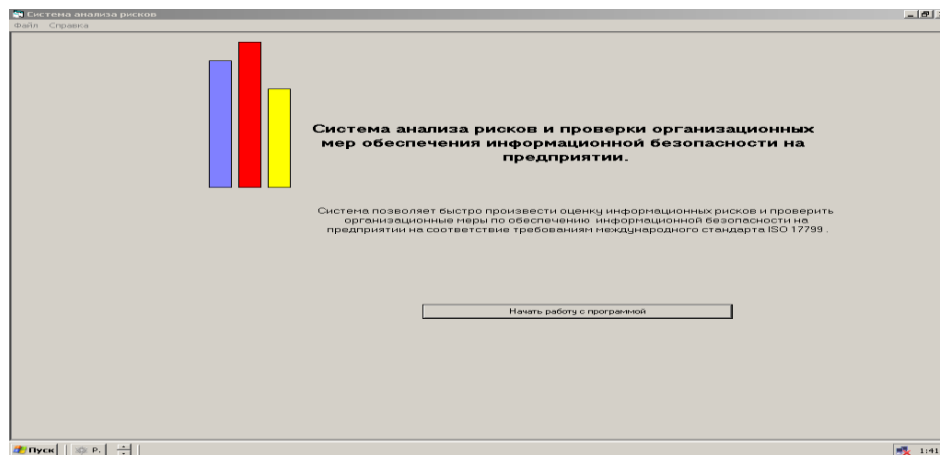 Система анализа рисков
Файл Справка
Система анализа рисков и проверки организационных
мер обеспечения информационной безопасности на
предприятии.
Система позволяет быстро произвести оценку информационных рисков и проверить
организационные меры по обеспечению информационной безопасности на
предприятии на соответствие требованиям международного стандарта ISO 17799 .
Начать работу с программой
Пуск Р. 1:41